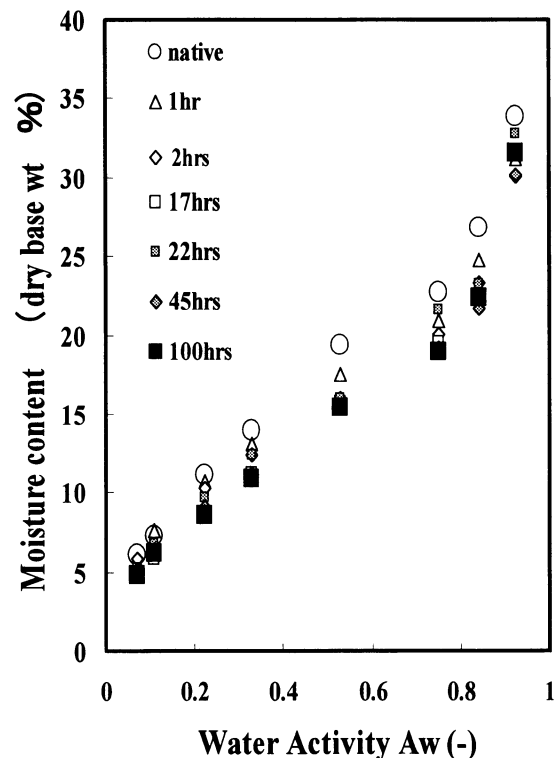 40
35
30
25
20
15
10
5
0
Moisture content (dry base wt %)
native
1hr
2hrs
17hrs
22hrs
45hrs
100hrs
0 0.2 0.4 0.6 0.8 1
Water Activity Aw (-)